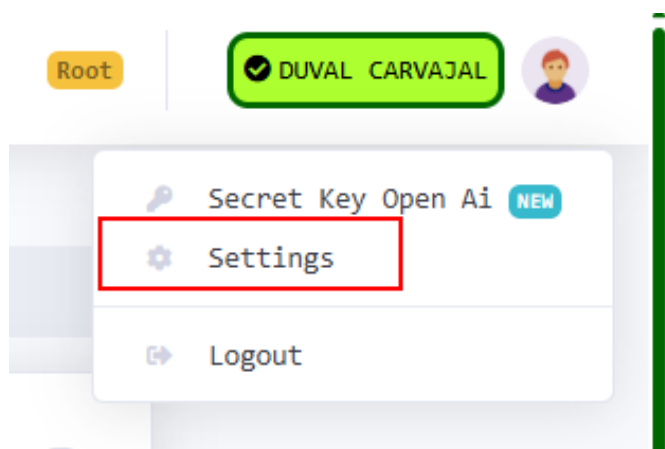 Root
DUVAL CARVAJAL
Secret Key Open Ai NEW
Settings
Logout